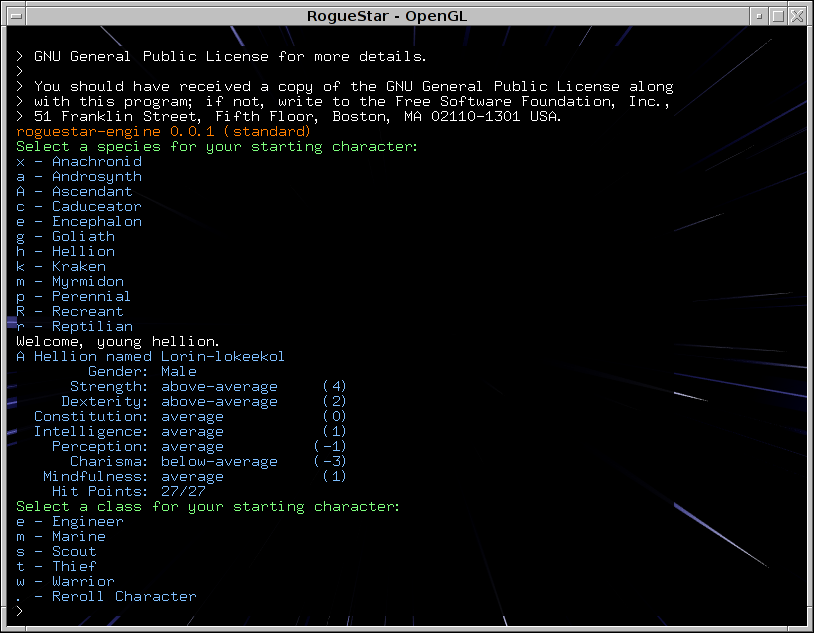 RogueStar - OpenGL
> GNU General Public License for more details.
>
> You should have received a copy of the GNU General Public License along
> with this program; if not, write to the Free Software Foundation, Inc.,
> 51 Franklin Street, Fifth Floor, Boston, MA 02110-1301 USA.
roguestar-engine 0.0.1 (standard)
Select a species for your starting character:
x - Anachronid
a - Androsynth
A - Ascendant
c - Caduceator
e - Encephalon
g - Goliath
h - Hellion
k - Kraken
m - Myrmidon
p - Perennial
R - Recreant
r - Reptilian
Welcome, young hellion.
A Hellion named Lorin-lokeekol
Gender: Male
Strength: above-average (4)
Dexterity: above-average (2)
Constitution: average (0)
Intelligence: average (1)
Perception: average (-1)
Charisma: below-average (-3)
Mindfulness: average (1)
Hit Points: 27/27
Select a class for your starting character:
e - Engineer
m - Marine
s - Scout
t - Thief
w - Warrior
. - Reroll Character
>